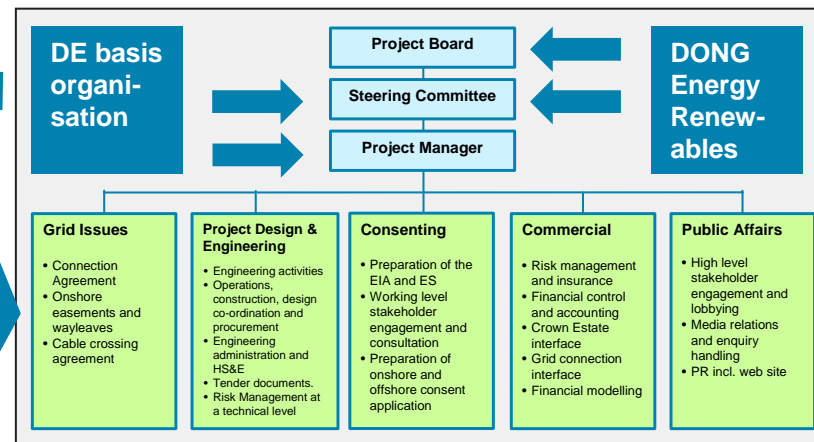 DE basis
organi-
sation
Project Board
Steering Committee
Project Manager
DONG
Energy
Renew-
ables
Grid Issues
• Connection
Agreement
• Onshore
easements and
wayleaves
• Cable crossing
agreement
Project Design &
Engineering
• Engineering activities
• Operations,
construction, design
co-ordination and
procurement
• Engineering
administration and
HS&E
• Tender documents.
• Risk Management at
a technical level
Consenting
• Preparation of the
EIA and ES
• Working level
stakeholder
engagement and
consultation
• Preparation of
onshore and
offshore consent
application
Commercial
• Risk management
and insurance
• Financial control
and accounting
• Crown Estate
interface
• Grid connection
interface
• Financial modelling
Public Affairs
• High level
stakeholder
engagement and
lobbying
• Media relations
and enquiry
handling
• PR incl. web site